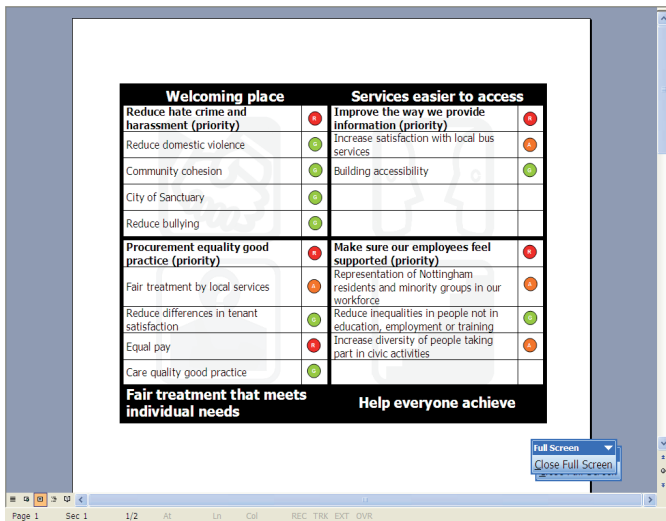 Welcoming place
Services easier to access
Reduce hate crime and
harassment (priority)
R
Improve the way we provide
information (priority)
R
Reduce domestic violence
G
Increase satisfaction with local bus
services
A
Community cohesion
G
Building accessibility
G
City of Sanctuary
G
Reduce bullying
G
Procurement equality good
practice (priority)
R
Make sure our employees feel
supported (priority)
R
Fair treatment by local services
A
Representation of Nottingham
residents and minority groups in our
workforce
A
Reduce differences in tenant
satisfaction
G
Reduce inequalities in people not in
education, employment or training
G
Equal pay
R
Increase diversity of people taking
part in civic activities
A
Care quality good practice
G
Fair treatment that meets
individual needs
Help everyone achieve
Full Screen
Close Full Screen
Page 1 Sec 1 1/2 At Ln Col REC TRK EXT OVR